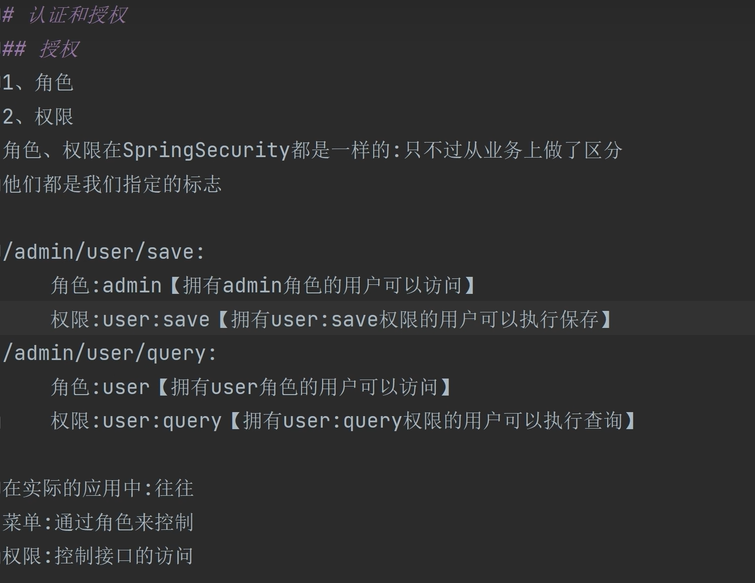 # 认证和授权
## 授权
1、角色
2、权限
角色、权限在SpringSecurity都是一样的:只不过从业务上做了区分
他们都是我们指定的标志
/admin/user/save:
角色:admin【拥有admin角色的用户可以访问】
权限:user:save【拥有user:save权限的用户可以执行保存】
/admin/user/query:
角色:user【拥有user角色的用户可以访问】
权限:user:query【拥有user:query权限的用户可以执行查询】
在实际的应用中:往往
菜单:通过角色来控制
权限:控制接口的访问